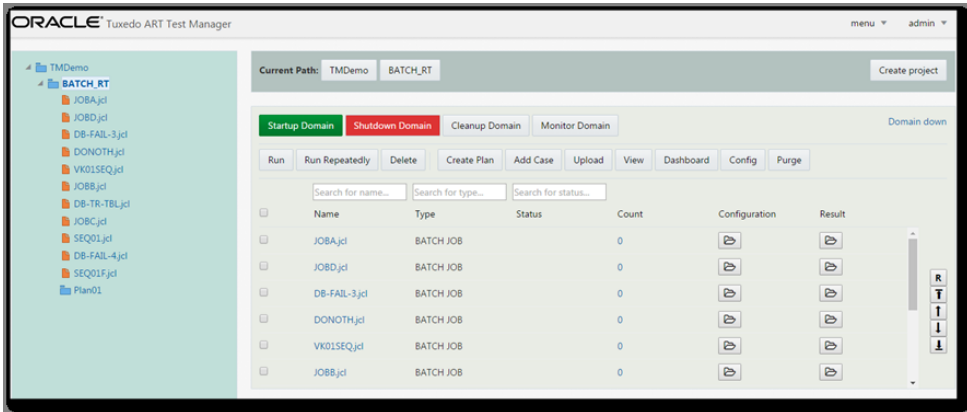 ORACLE® Tuxedo ART Test Manager menu admin
TMDemo
BATCH_RT
JOBA.jcl
JOBD.jcl
DB-FAIL-3.jcl
DONOTH.jcl
VK01SEQ.jcl
JOBB.jcl
DB-TR-TBL.jcl
JOBC.jcl
SEQ01.jcl
DB-FAIL-4.jcl
SEQ01F.jcl
Plan01
Current Path: TMDemo BATCH_RT Create project
Startup Domain Shutdown Domain Cleanup Domain Monitor Domain Domain down
Run Run Repeatedly Delete Create Plan Add Case Upload View Dashboard Config Purge
Search for name... Search for type... Search for status...
Name Type Status Count Configuration Result
JOBA.jcl BATCH JOB 0
JOBD.jcl BATCH JOB 0
DB-FAIL-3.jcl BATCH JOB 0
DONOTH.jcl BATCH JOB 0
VK01SEQ.jcl BATCH JOB 0
JOBB.jcl BATCH JOB 0
R